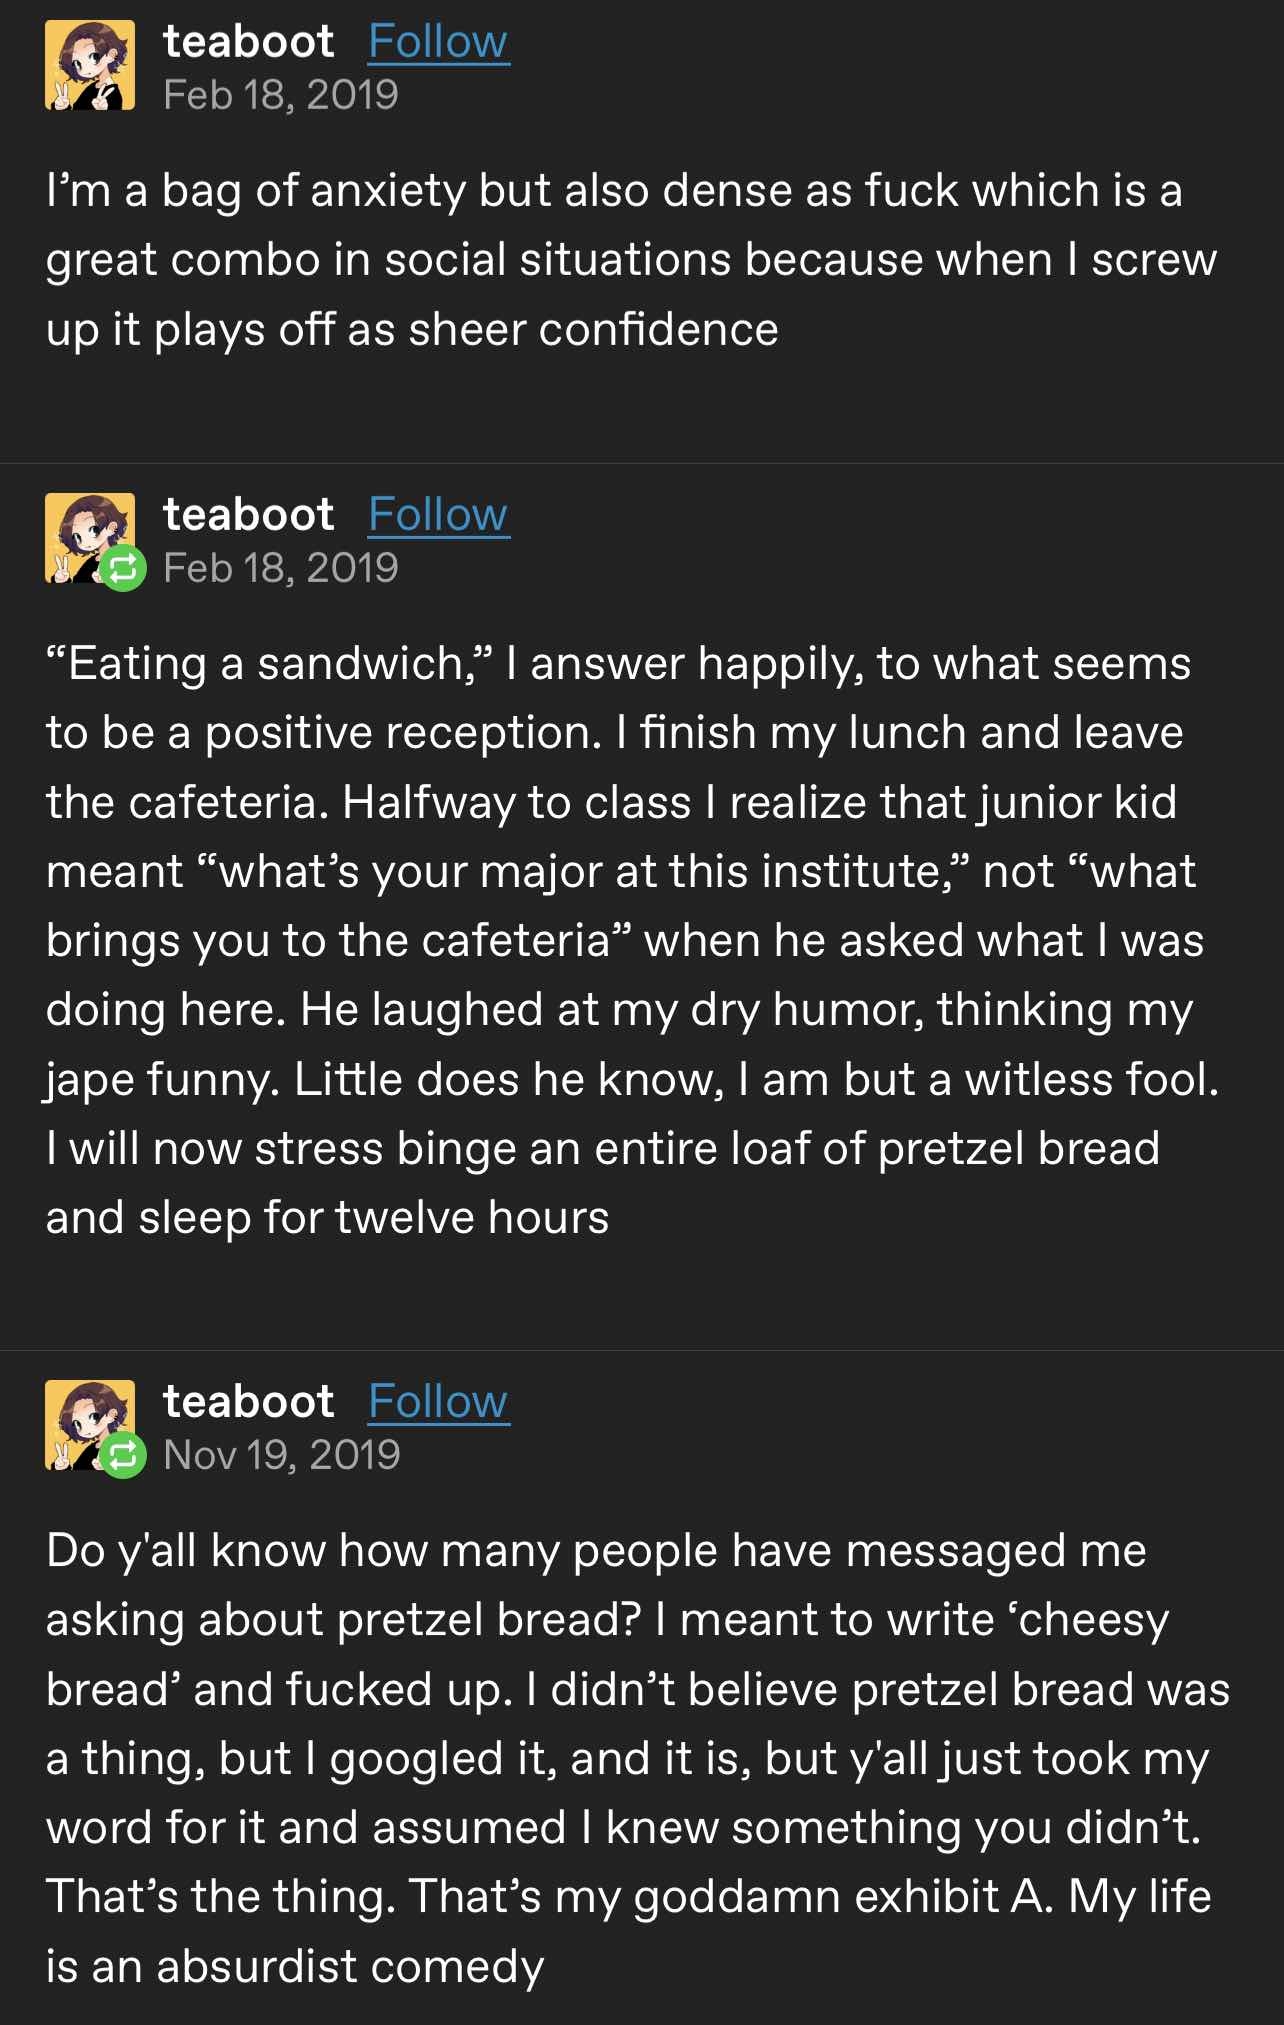 teaboot Follow
Feb 18, 2019
I’m a bag of anxiety but also dense as fuck which is a
great combo in social situations because when I screw
up it plays off as sheer confidence
teaboot Follow
Feb 18, 2019
“Eating a sandwich,” I answer happily, to what seems
to be a positive reception. I finish my lunch and leave
the cafeteria. Halfway to class I realize that junior kid
meant “what’s your major at this institute,” not “what
brings you to the cafeteria” when he asked what I was
doing here. He laughed at my dry humor, thinking my
jape funny. Little does he know, I am but a witless fool.
I will now stress binge an entire loaf of pretzel bread
and sleep for twelve hours
teaboot Follow
Nov 19, 2019
Do y'all know how many people have messaged me
asking about pretzel bread? I meant to write ‘cheesy
bread’ and fucked up. I didn’t believe pretzel bread was
a thing, but I googled it, and it is, but y'all just took my
word for it and assumed I knew something you didn’t.
That’s the thing. That’s my goddamn exhibit A. My life
is an absurdist comedy